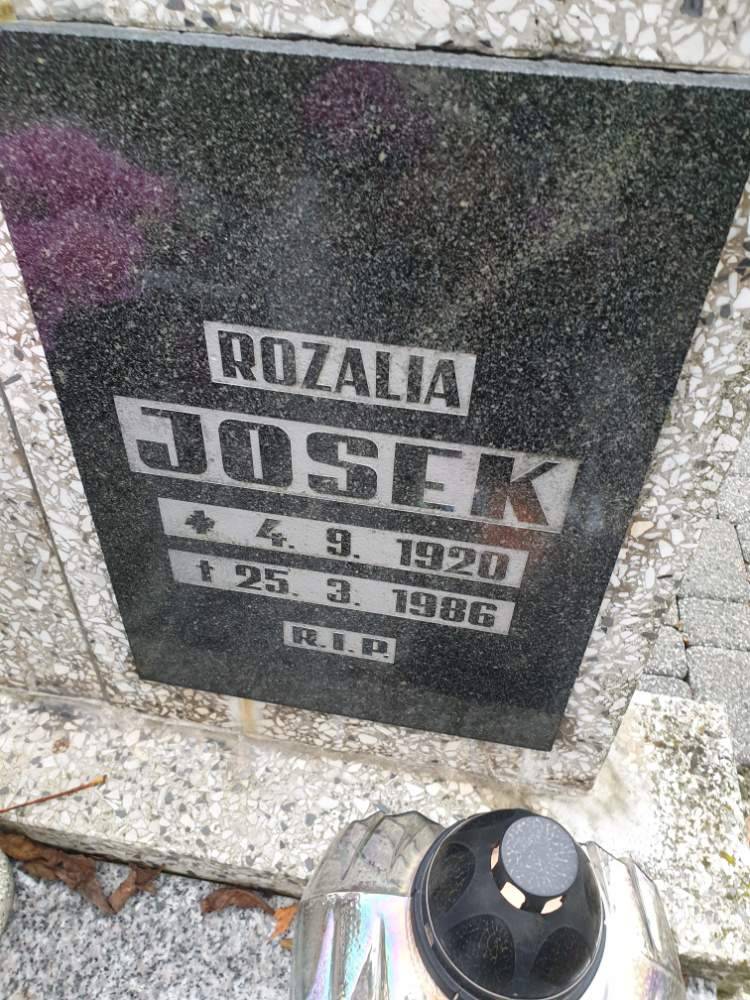 ROZALIA
JOSEK
* 4. 9. 1920
† 25. 3. 1986
R.I.P.